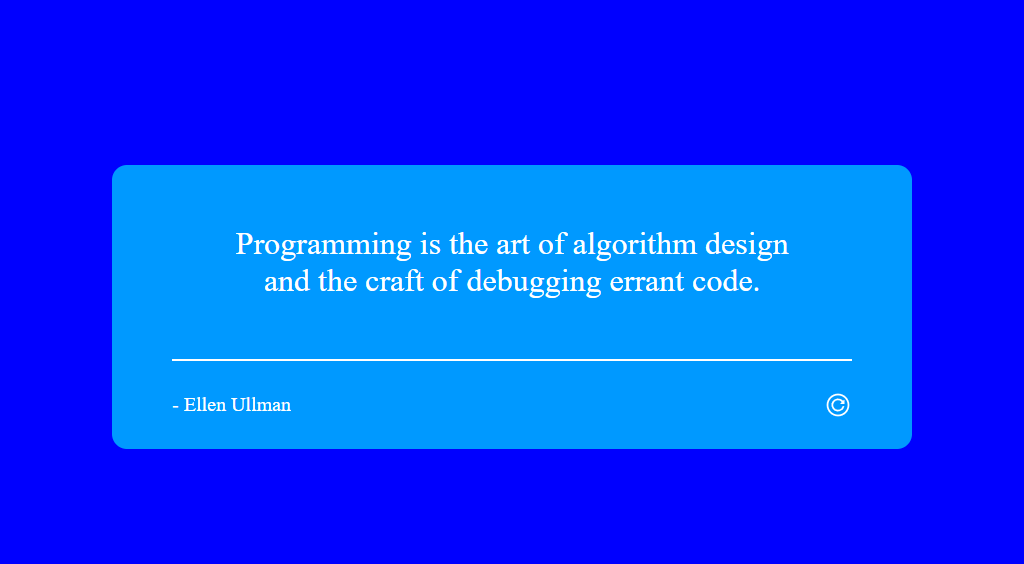 Programming is the art of algorithm design
and the craft of debugging errant code.
- Ellen Ullman